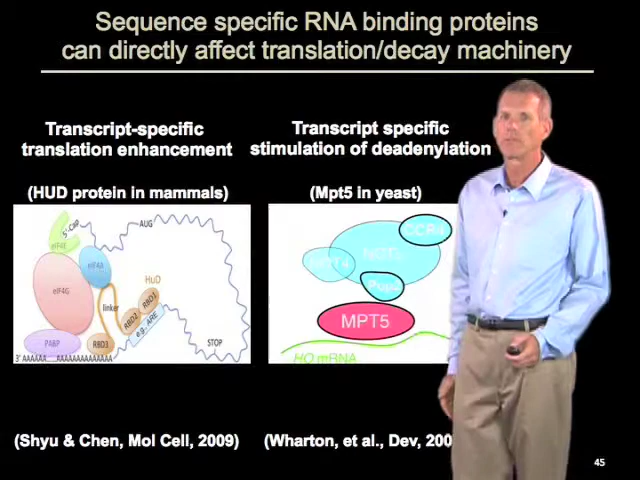 Sequence specific RNA binding proteins
can directly affect translation/decay machinery
Transcript-specific
translation enhancement
(HUD protein in mammals)
5'-CAP
AUG
eIF4E
eIF4A
eIF4G
linker
HuD
RBD1
RBD2
e.g., ARE
PABP
RBD3
STOP
3' AAAAAA AAAAAAAAAAAAA
(Shyu & Chen, Mol Cell, 2009)
Transcript specific
stimulation of deadenylation
(Mpt5 in yeast)
CCR4
NOT1
Pop2
MPT5
HO mRNA
(Wharton, et al., Dev, 200
45